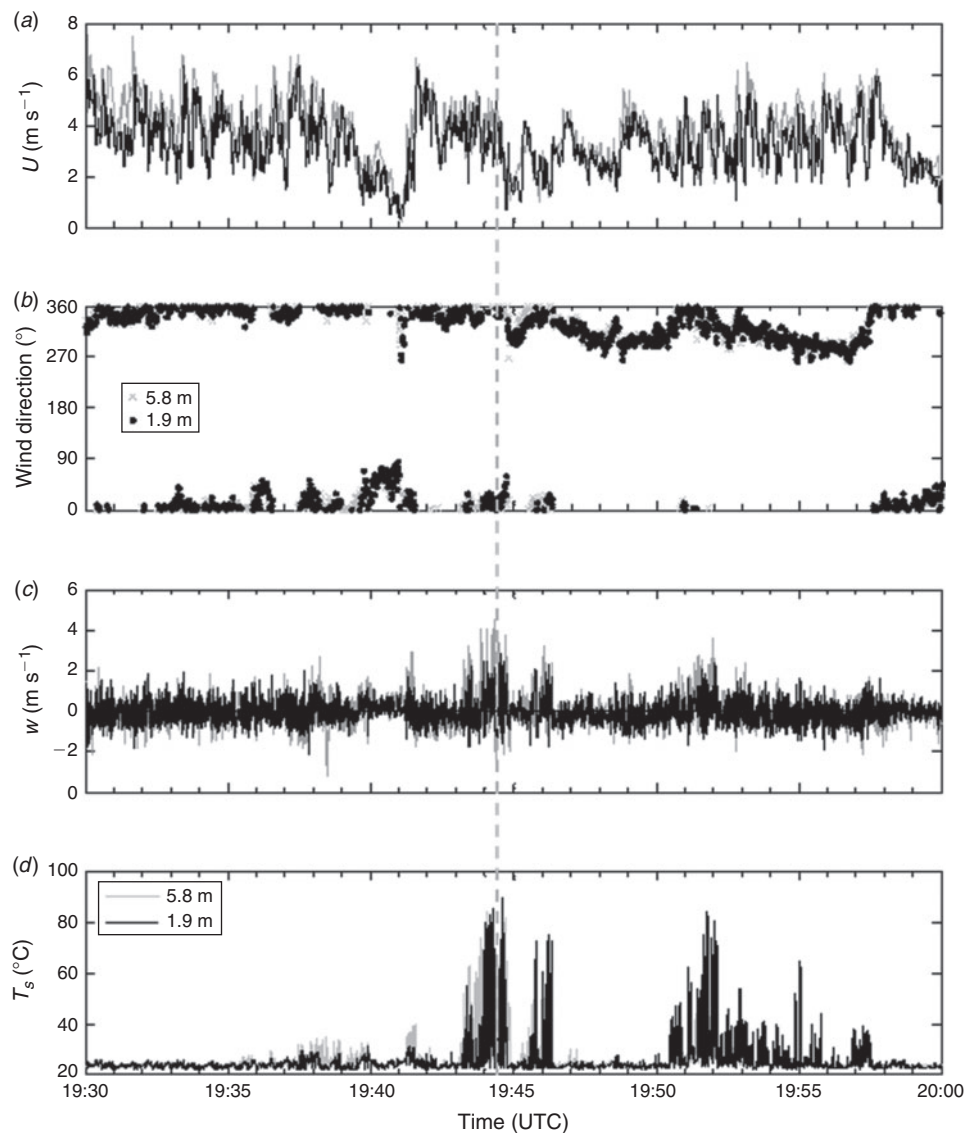 (a)
8
6
4
2
0
U (m s−1)
(b)
360
270
180
90
0
Wind direction (°)
5.8 m
1.9 m
(c)
6
4
2
0
−2
0
w (m s−1)
(d)
100
80
60
40
20
Ts (°C)
5.8 m
1.9 m
19:30 19:35 19:40 19:45 19:50 19:55 20:00
Time (UTC)